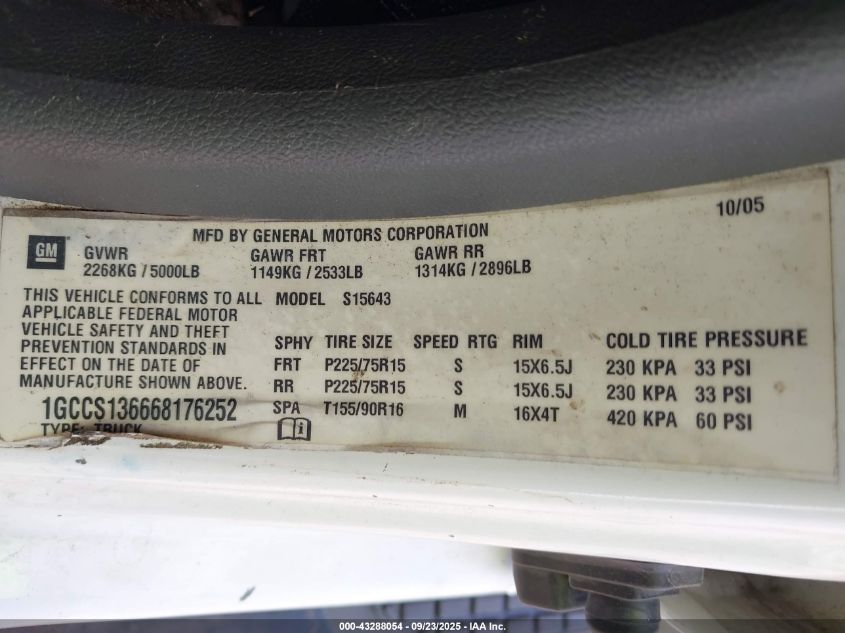 10/05
MFD BY GENERAL MOTORS CORPORATION
GM
GVWR GAWR FRT GAWR RR
2268KG / 5000LB 1149KG / 2533LB 1314KG / 2896LB
THIS VEHICLE CONFORMS TO ALL
APPLICABLE FEDERAL MOTOR
VEHICLE SAFETY AND THEFT
PREVENTION STANDARDS IN
EFFECT ON THE DATE OF
MANUFACTURE SHOWN ABOVE.
1GCCS136668176252
TYPE: TRUCK
MODEL S15643
SPHY TIRE SIZE SPEED RTG RIM COLD TIRE PRESSURE
FRT P225/75R15 S 15X6.5J 230 KPA 33 PSI
RR P225/75R15 S 15X6.5J 230 KPA 33 PSI
SPA T155/90R16 M 16X4T 420 KPA 60 PSI
000-43288054 - 09/23/2025 - IAA Inc.